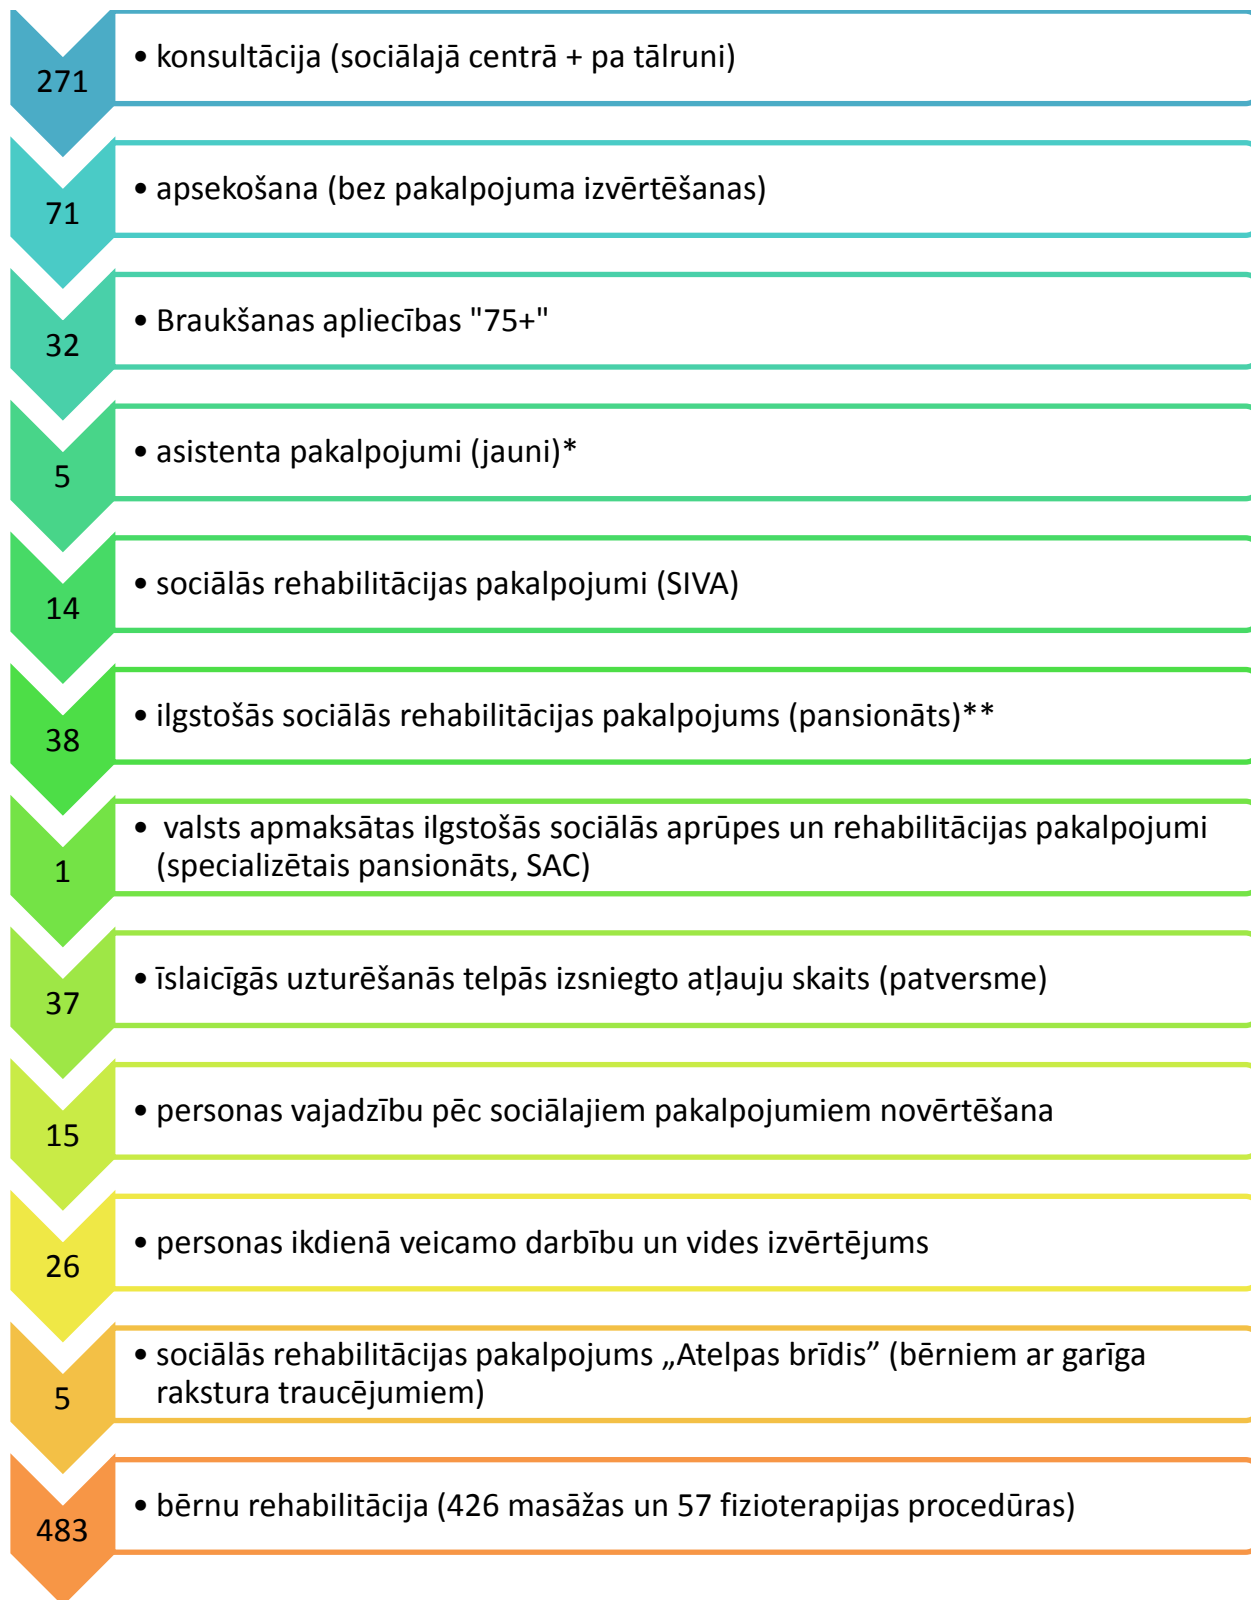 271
• konsultācija (sociālajā centrā + pa tālruni)
71
• apsekošana (bez pakalpojuma izvērtēšanas)
32
• Braukšanas apliecības "75+"
5
• asistenta pakalpojumi (jauni)*
14
• sociālās rehabilitācijas pakalpojumi (SIVA)
38
• ilgstošās sociālās rehabilitācijas pakalpojums (pansionāts)**
1
• valsts apmaksātas ilgstošās sociālās aprūpes un rehabilitācijas pakalpojumi
(specializētais pansionāts, SAC)
37
• īslaicīgās uzturēšanās telpās izsniegto atļauju skaits (patversme)
15
• personas vajadzību pēc sociālajiem pakalpojumiem novērtēšana
26
• personas ikdienā veicamo darbību un vides izvērtējums
5
• sociālās rehabilitācijas pakalpojums „Atelpas brīdis” (bērniem ar garīga
rakstura traucējumiem)
483
• bērnu rehabilitācija (426 masāžas un 57 fizioterapijas procedūras)